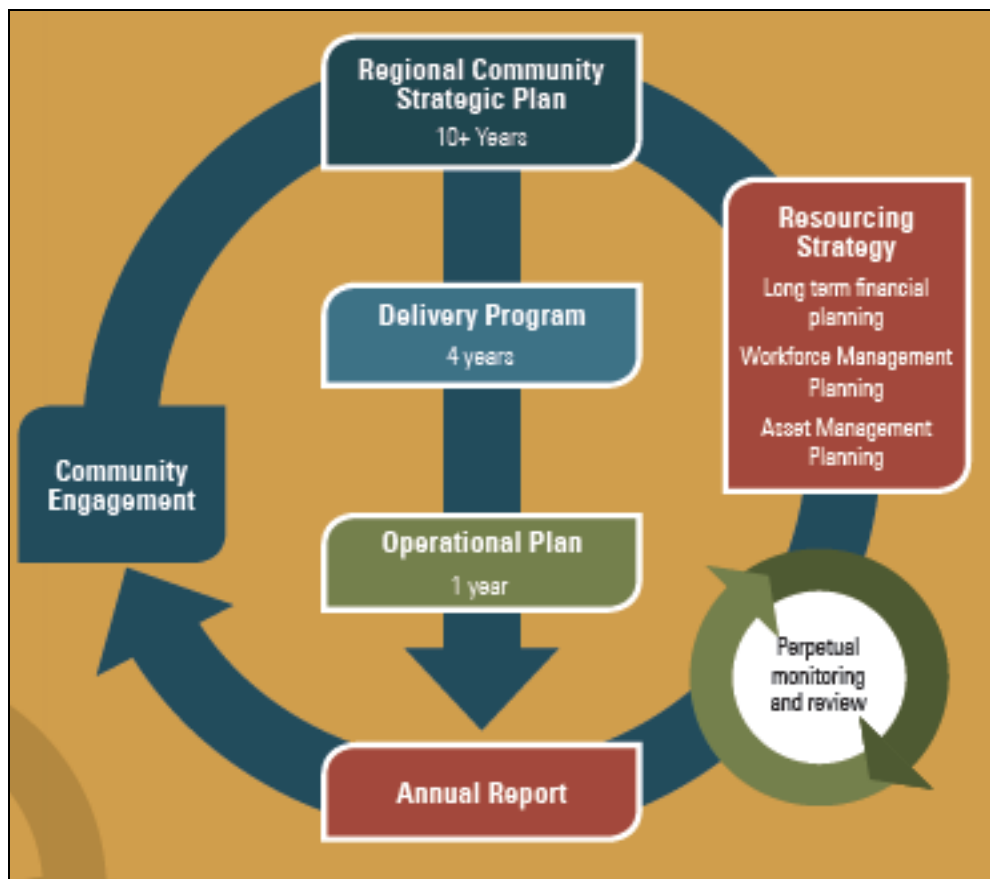 Regional Community
Strategic Plan
10+ Years
Resourcing
Strategy
Long term financial
planning
Workforce Management
Planning
Asset Management
Planning
Delivery Program
4 years
Community
Engagement
Operational Plan
1 year
Perpetual
monitoring
and review
Annual Report